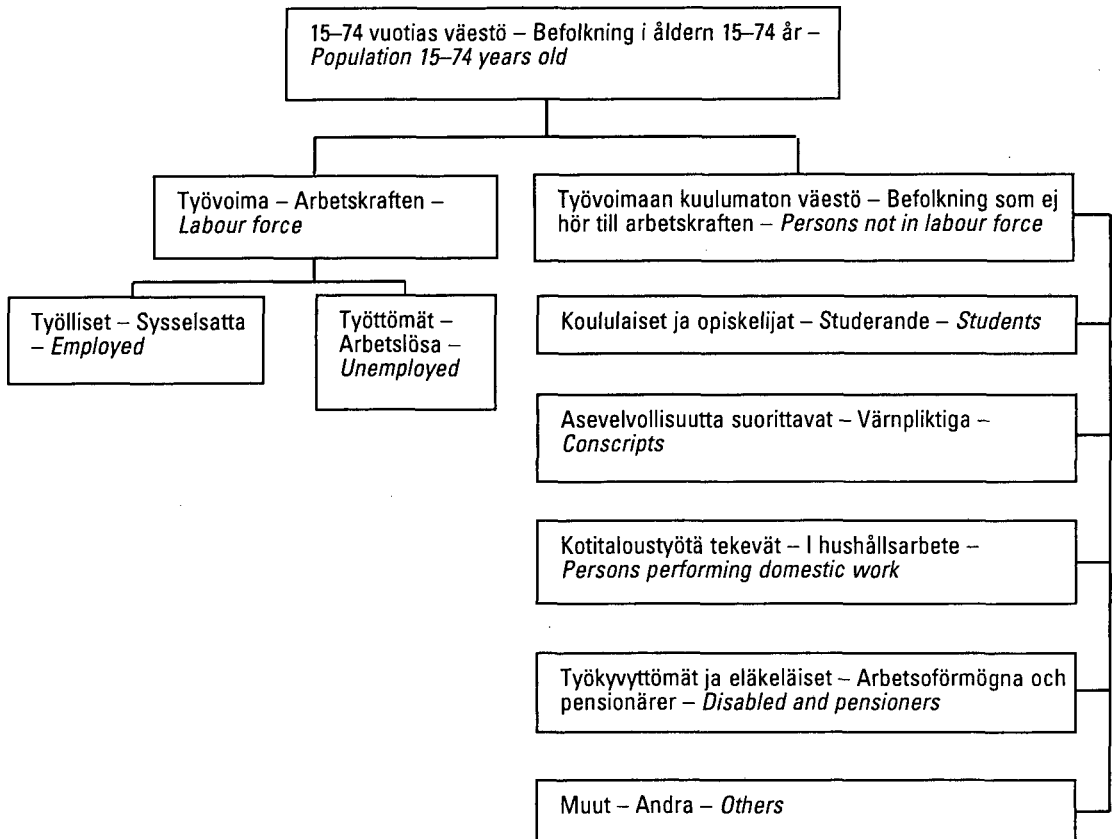 15–74 vuotias väestö – Befolkning i åldern 15–74 år –
Population 15–74 years old
Työvoima – Arbetskraften –
Labour force
Työvoimaan kuulumaton väestö – Befolkning som ej
hör till arbetskraften – Persons not in labour force
Työlliset – Sysselsatta
– Employed
Työttömät –
Arbetslösa –
Unemployed
Koululaiset ja opiskelijat – Studerande – Students
Asevelvollisuutta suorittavat – Värnpliktiga –
Conscripts
Kotitaloustyötä tekevät – I hushållsarbete –
Persons performing domestic work
Työkyvyttömät ja eläkeläiset – Arbetsoförmögna och
pensionärer – Disabled and pensioners
Muut – Andra – Others